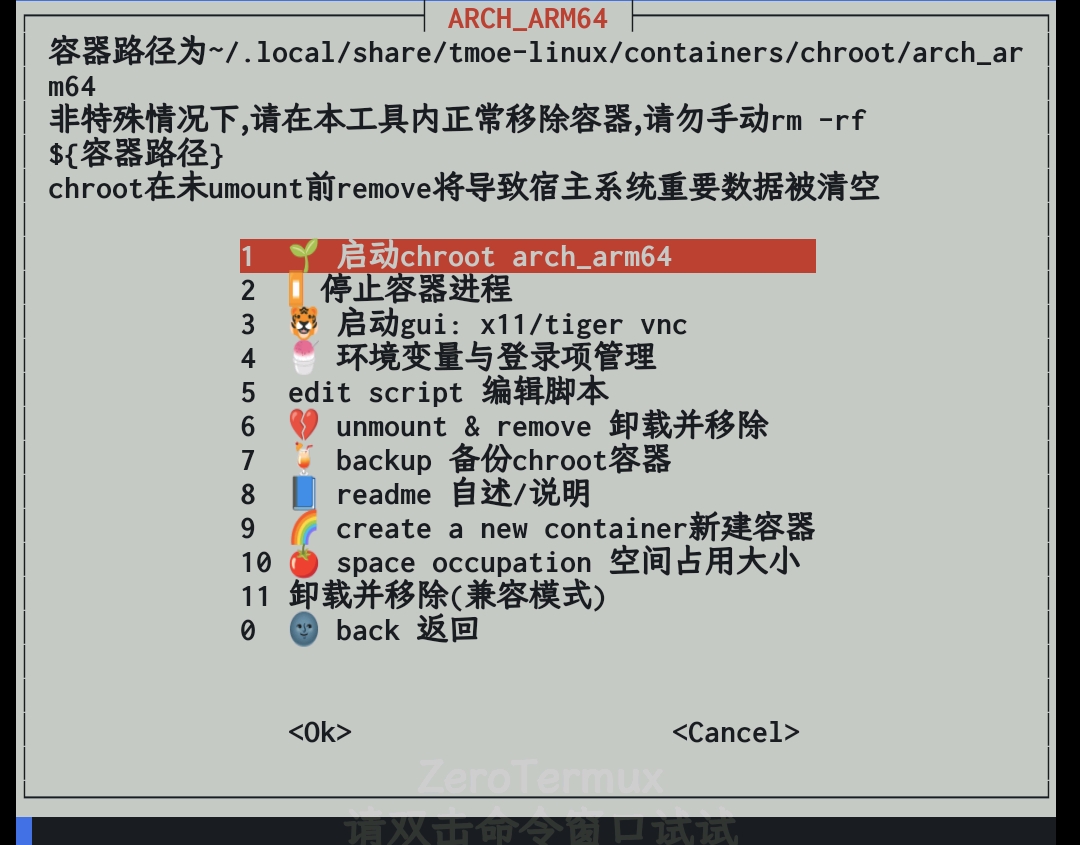 ARCH_ARM64
容器路径为~/.local/share/tmoe-linux/containers/chroot/arch_ar
m64
非特殊情况下,请在本工具内正常移除容器,请勿手动rm -rf
${容器路径}
chroot在未umount前remove将导致宿主系统重要数据被清空
1 启动chroot arch_arm64
2 停止容器进程
3 启动gui: x11/tiger vnc
4 环境变量与登录项管理
5 edit script 编辑脚本
6 unmount & remove 卸载并移除
7 backup 备份chroot容器
8 readme 自述/说明
9 create a new container新建容器
10 space occupation 空间占用大小
11 卸载并移除(兼容模式)
0 back 返回
<Ok> <Cancel>
ZeroTermux
请双击命令窗口试试